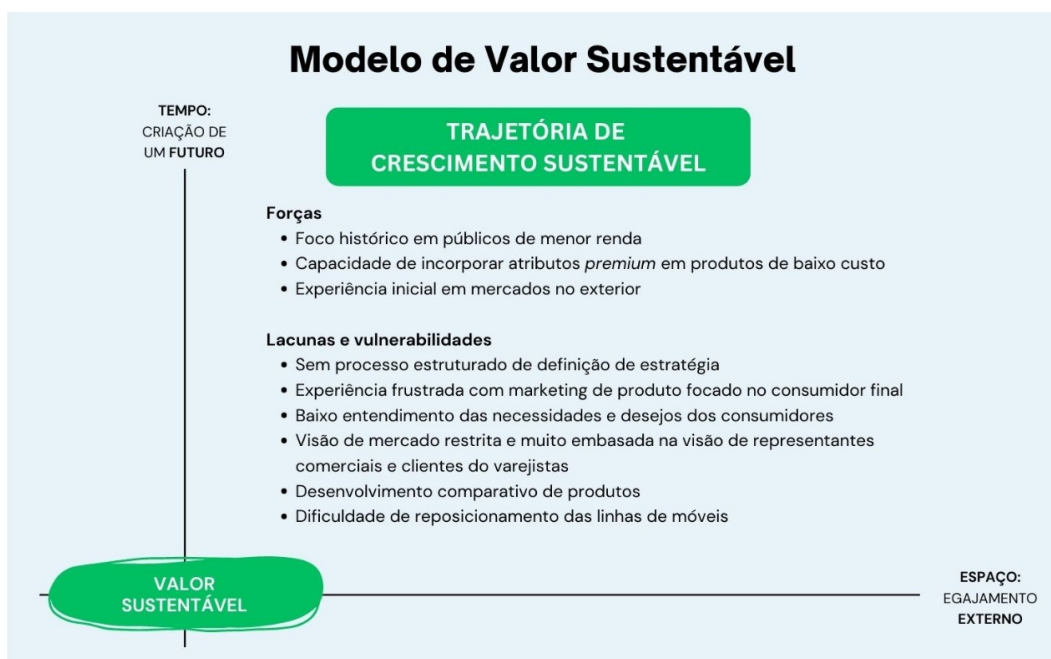 Modelo de Valor Sustentável
TEMPO:
CRIAÇÃO DE
UM FUTURO
TRAJETÓRIA DE
CRESCIMENTO SUSTENTÁVEL
Forças
• Foco histórico em públicos de menor renda
• Capacidade de incorporar atributos premium em produtos de baixo custo
• Experiência inicial em mercados no exterior
Lacunas e vulnerabilidades
• Sem processo estruturado de definição de estratégia
• Experiência frustrada com marketing de produto focado no consumidor final
• Baixo entendimento das necessidades e desejos dos consumidores
• Visão de mercado restrita e muito embasada na visão de representantes
comerciais e clientes do varejistas
• Desenvolvimento comparativo de produtos
• Dificuldade de reposicionamento das linhas de móveis
VALOR
SUSTENTÁVEL
ESPAÇO:
EGAJAMENTO
EXTERNO